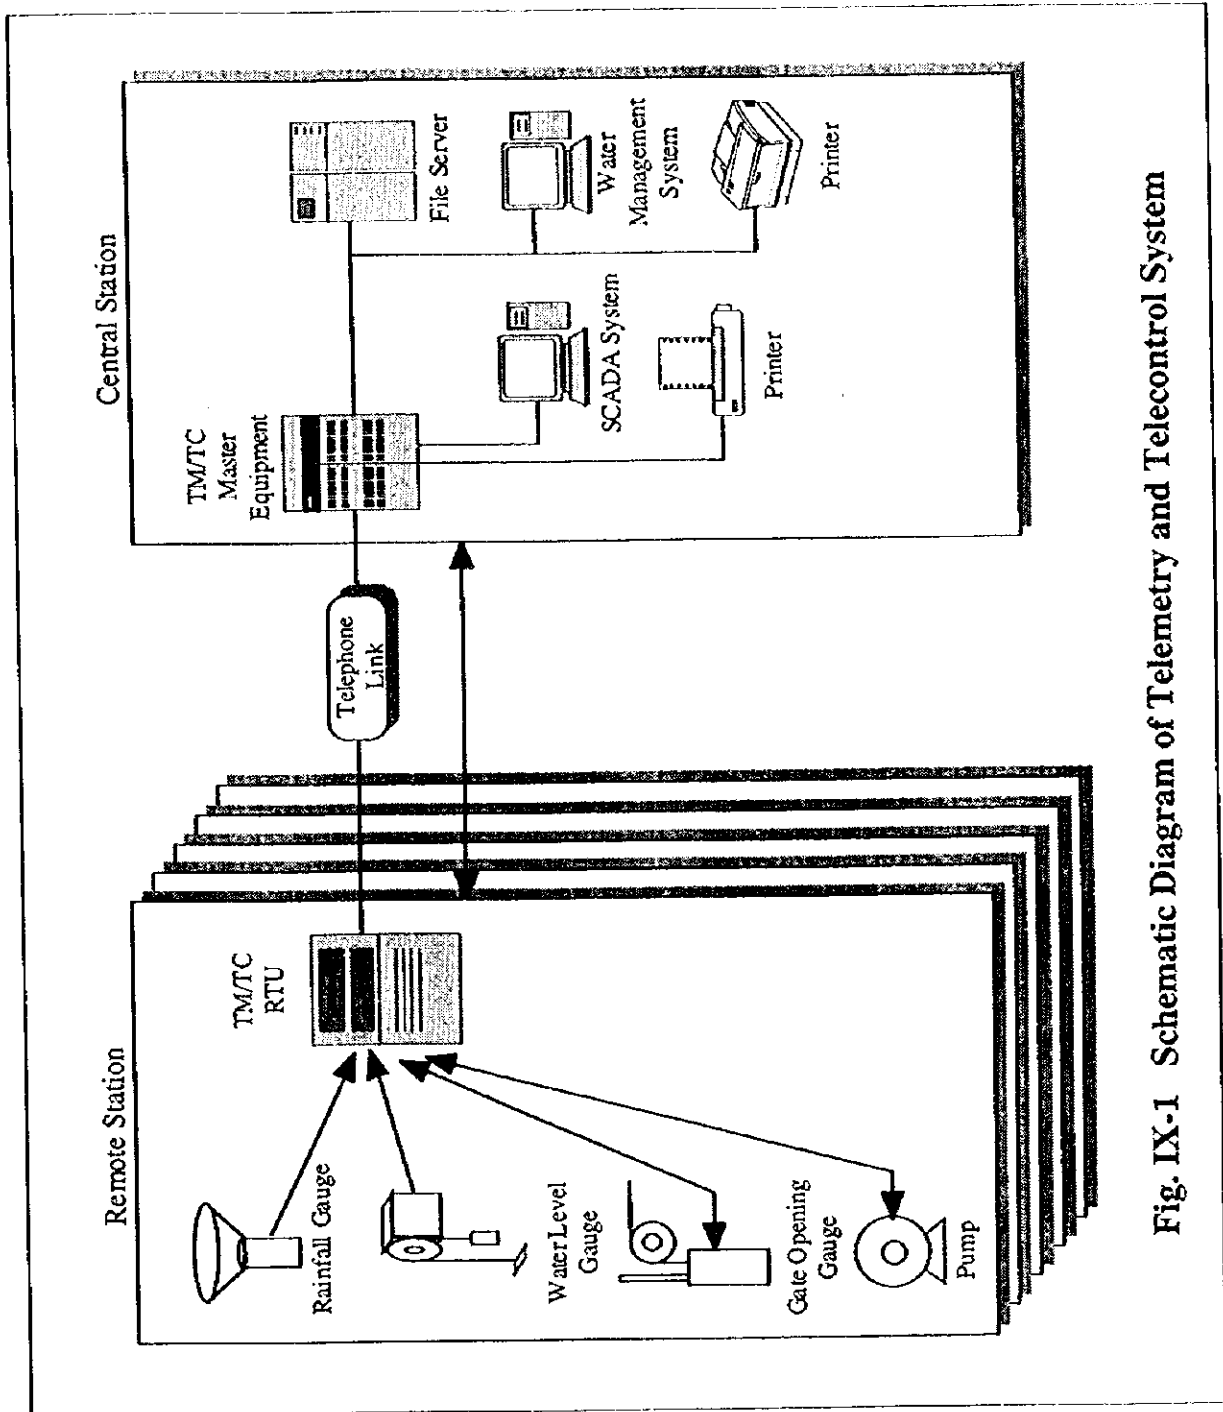 Remote Station
TM/TC
RTU
Rainfall Gauge
Water Level
Gauge
Gate Opening
Gauge
Pump
Telephone
Link
Central Station
TM/TC
Master
Equipment
File Server
SCADA System
Water
Management
System
Printer
Printer
Fig. IX-1 Schematic Diagram of Telemetry and Telecontrol System